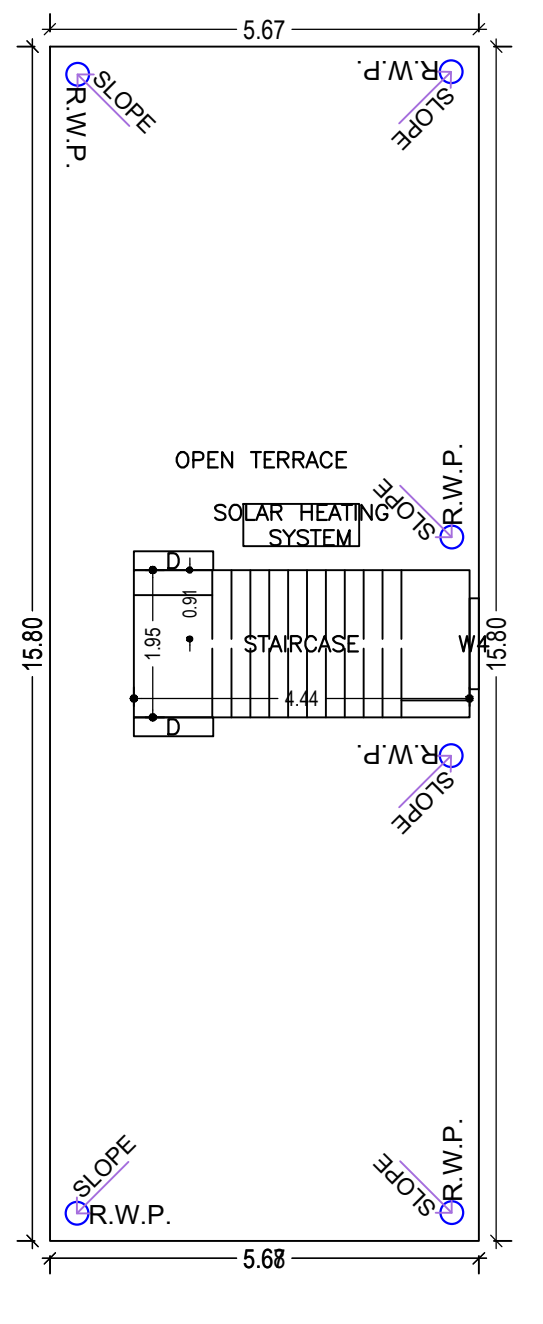 5.67
SLOPE
R.W.P.
R.W.P.
SLOPE
OPEN TERRACE
R.W.P.
SLOPE
SOLAR HEATING
SYSTEM
D
0.91
1.95
STAIRCASE
W4
15.80
15.80
4.44
D
R.W.P.
SLOPE
SLOPE
R.W.P.
SLOPE
R.W.P.